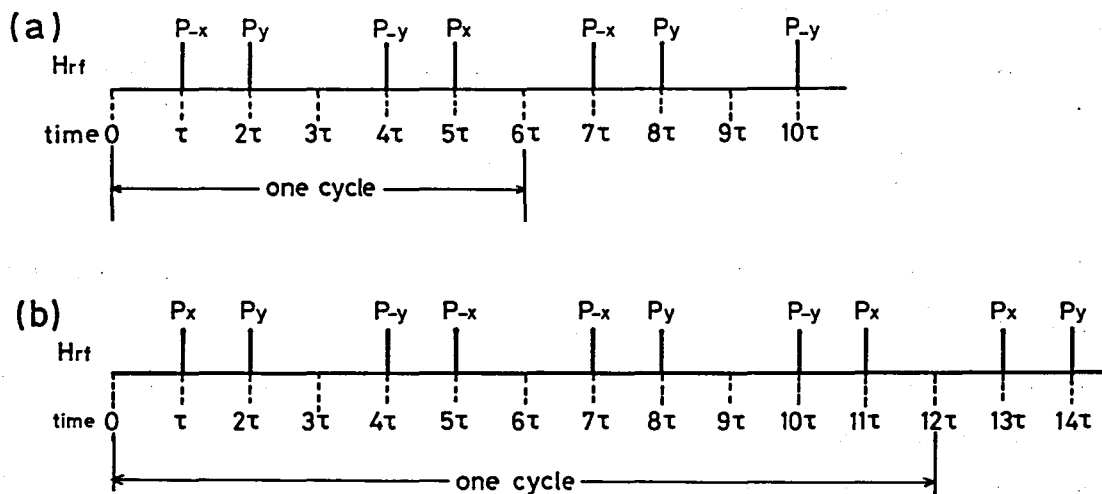 (a)
P-x Py P-y Px P-x Py P-y
Hrf
time 0 τ 2τ 3τ 4τ 5τ 6τ 7τ 8τ 9τ 10τ
one cycle
(b)
Px Py P-y P-x P-x Py P-y Px Px Py
Hrf
time 0 τ 2τ 3τ 4τ 5τ 6τ 7τ 8τ 9τ 10τ 11τ 12τ 13τ 14τ
one cycle